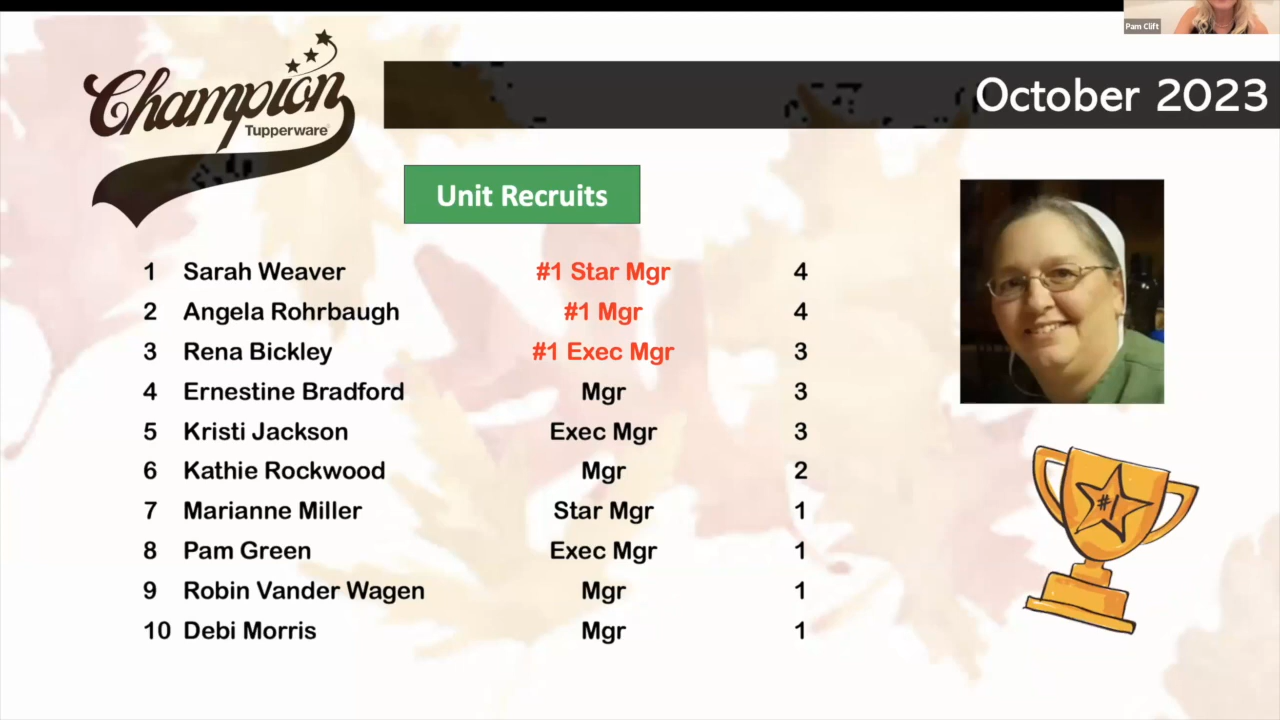 Pam Clift
Champion
Tupperware
October 2023
Unit Recruits
1 Sarah Weaver #1 Star Mgr 4
2 Angela Rohrbaugh #1 Mgr 4
3 Rena Bickley #1 Exec Mgr 3
4 Ernestine Bradford Mgr 3
5 Kristi Jackson Exec Mgr 3
6 Kathie Rockwood Mgr 2
7 Marianne Miller Star Mgr 1
8 Pam Green Exec Mgr 1
9 Robin Vander Wagen Mgr 1
10 Debi Morris Mgr 1
#1